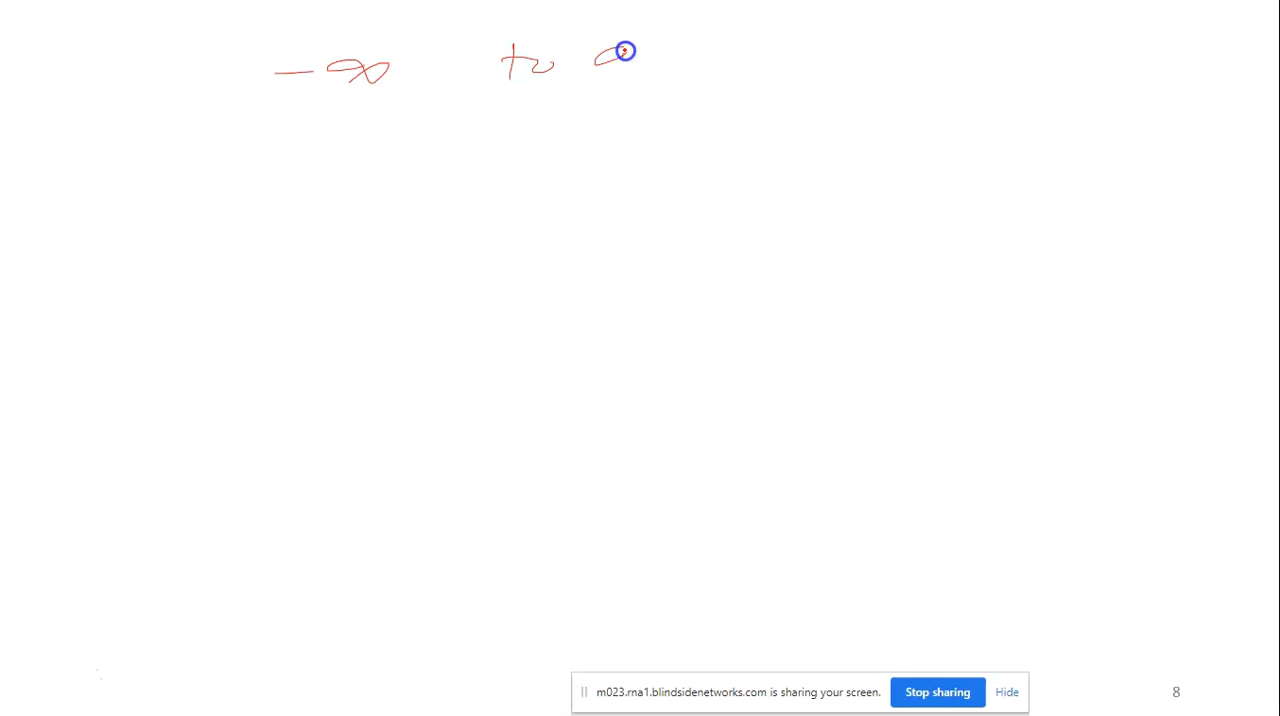 -∞ to
m023.rna1.blindsidenetworks.com is sharing your screen. Stop sharing Hide
8